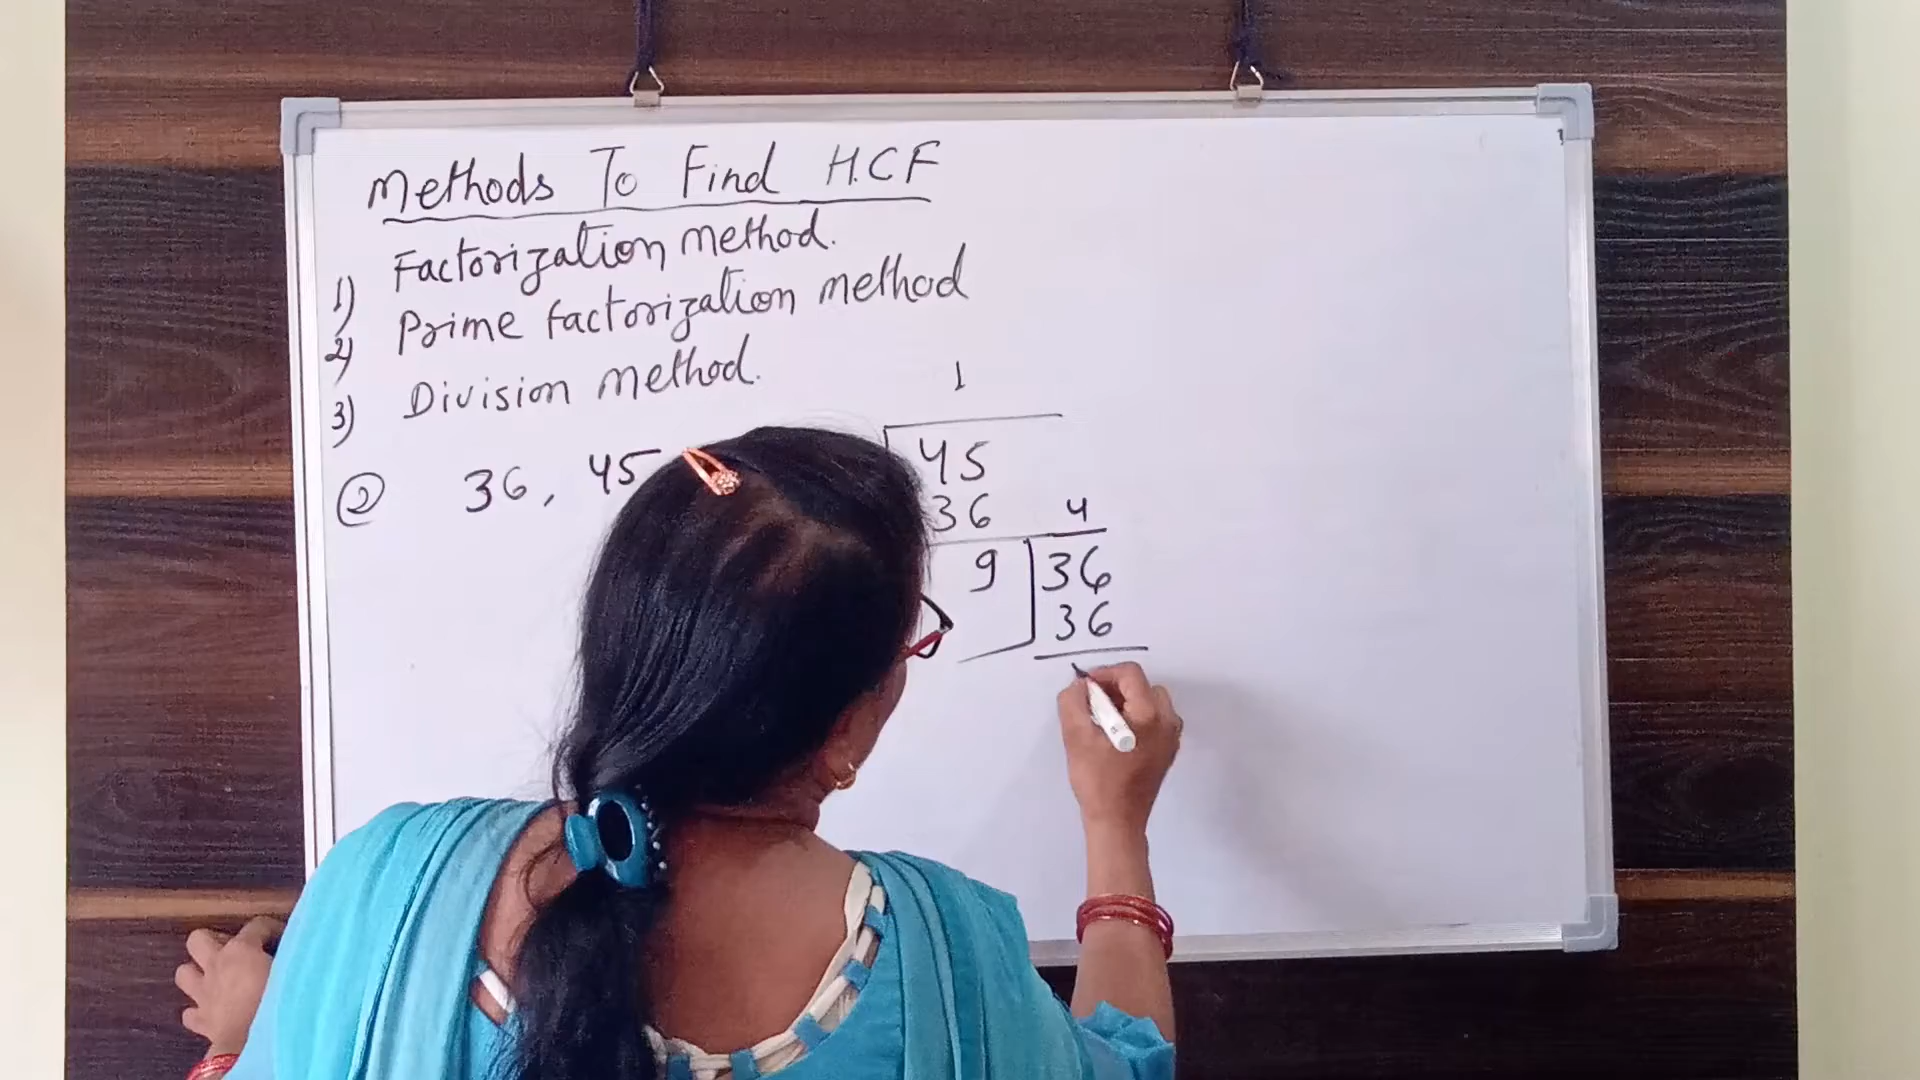 Methods To Find H.C.F
1) Factorization method.
2) Prime factorization method
3) Division method.
1
② 36, 45
45
36
4
9
36
36